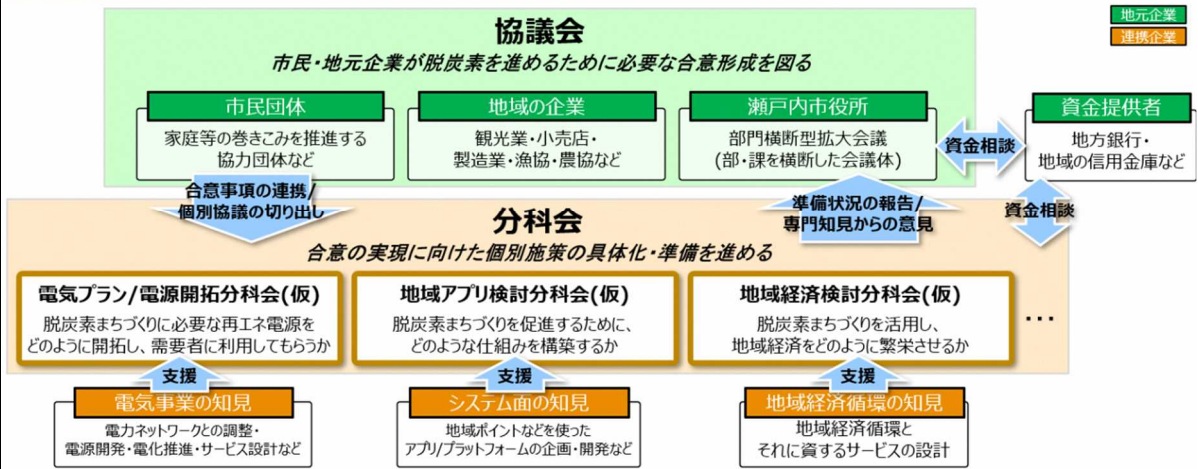 地元企業
連携企業
協議会
市民・地元企業が脱炭素を進めるために必要な合意形成を図る
市民団体
家庭等の巻きこみを推進する
協力団体など
地域の企業
観光業・小売店・
製造業・漁協・農協など
瀬戸内市役所
部門横断型拡大会議
(部・課を横断した会議体)
資金相談
資金提供者
地方銀行・
地域の信用金庫など
合意事項の連携/
個別協議の切り出し
準備状況の報告/
専門知見からの意見
資金相談
分科会
合意の実現に向けた個別施策の具体化・準備を進める
電気プラン/電源開拓分科会(仮)
脱炭素まちづくりに必要な再エネ電源を
どのように開拓し、需要者に利用してもらうか
地域アプリ検討分科会(仮)
脱炭素まちづくりを促進するために、
どのような仕組みを構築するか
地域経済検討分科会(仮)
脱炭素まちづくりを活用し、
地域経済をどのように繁栄させるか
…
支援
支援
支援
電気事業の知見
電力ネットワークとの調整・
電源開発・電化推進・サービス設計など
システム面の知見
地域ポイントなどを使った
アプリ/プラットフォームの企画・開発など
地域経済循環の知見
地域経済循環と
それに資するサービスの設計